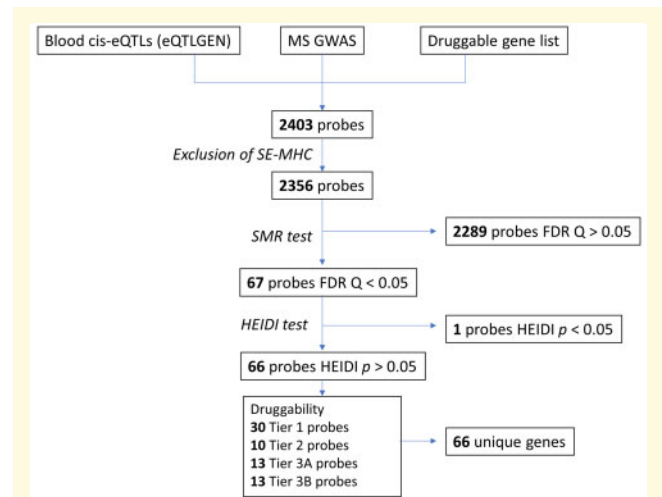 Blood cis-eQTLs (eQTLGEN)
MS GWAS
Druggable gene list
2403 probes
Exclusion of SE-MHC
2356 probes
SMR test
2289 probes FDR Q > 0.05
67 probes FDR Q < 0.05
HEIDI test
1 probes HEIDI p < 0.05
66 probes HEIDI p > 0.05
Druggability
30 Tier 1 probes
10 Tier 2 probes
13 Tier 3A probes
13 Tier 3B probes
66 unique genes